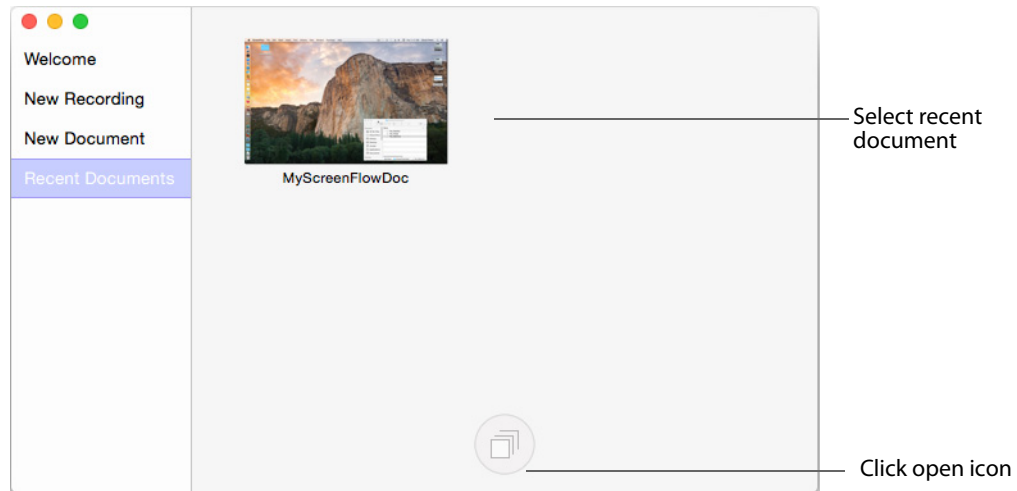 Welcome
New Recording
New Document
Recent Documents
MyScreenFlowDoc
Select recent
document
Click open icon